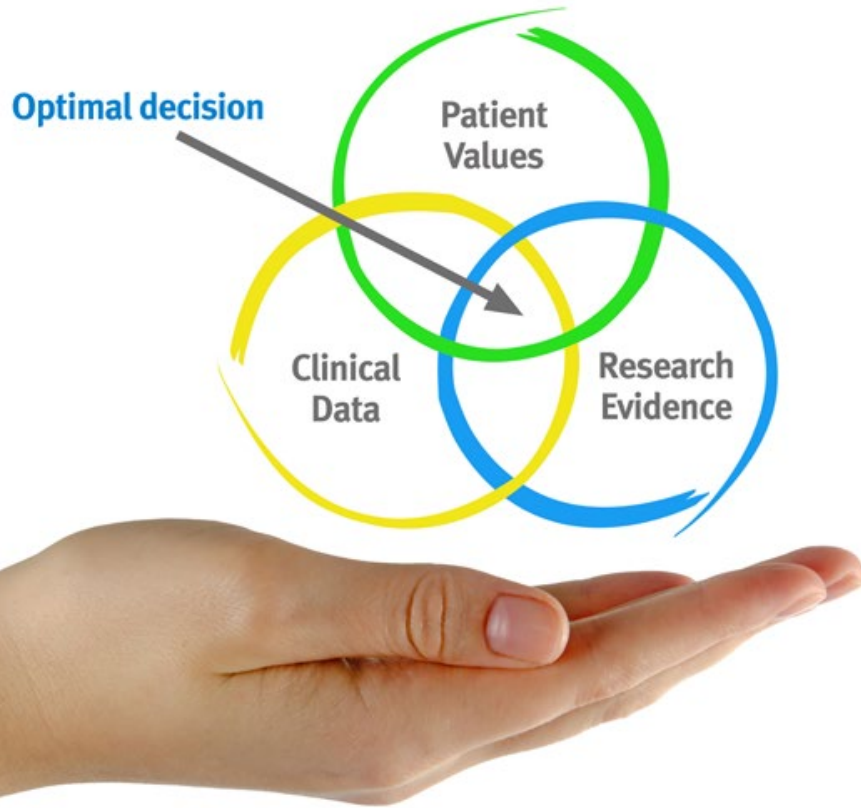 Optimal decision
Patient
Values
Clinical
Data
Research
Evidence